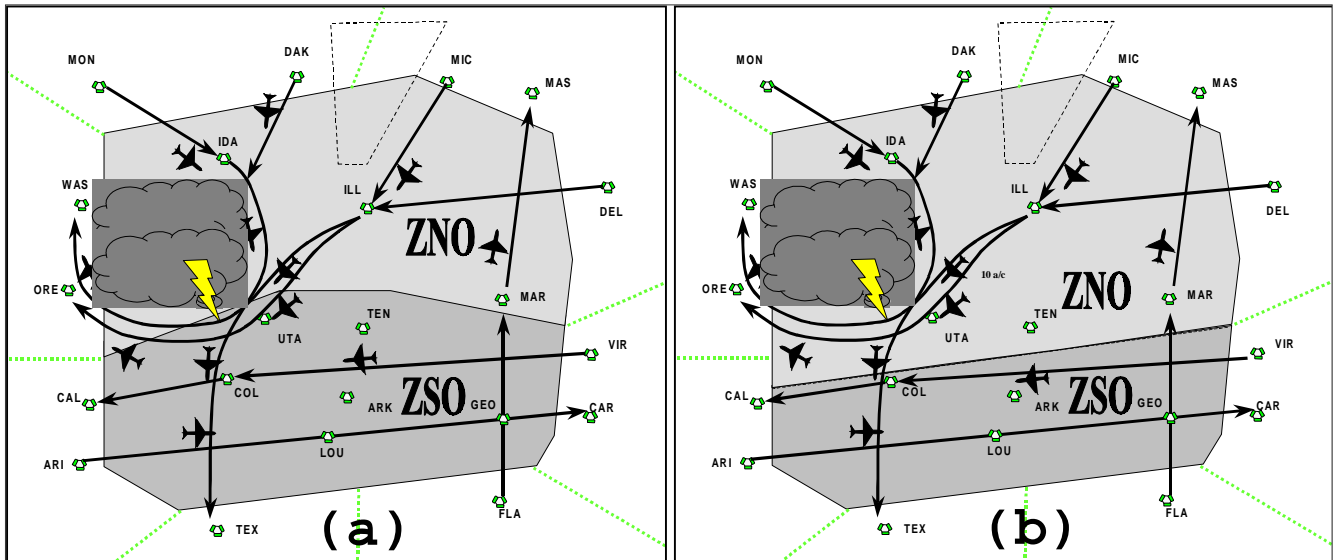 MON
DAK
MIC
MAS
IDA
WAS
ILL
DEL
ZNO
ORE
MAR
UTA
TEN
VIR
COL
CAL
ARK
ZSO
GEO
CAR
LOU
ARI
FLA
TEX
(a)
MON
DAK
MIC
MAS
IDA
WAS
ILL
DEL
10 a/c
ORE
ZNO
MAR
UTA
TEN
VIR
COL
CAL
ARK
ZSO
GEO
CAR
LOU
ARI
FLA
TEX
(b)